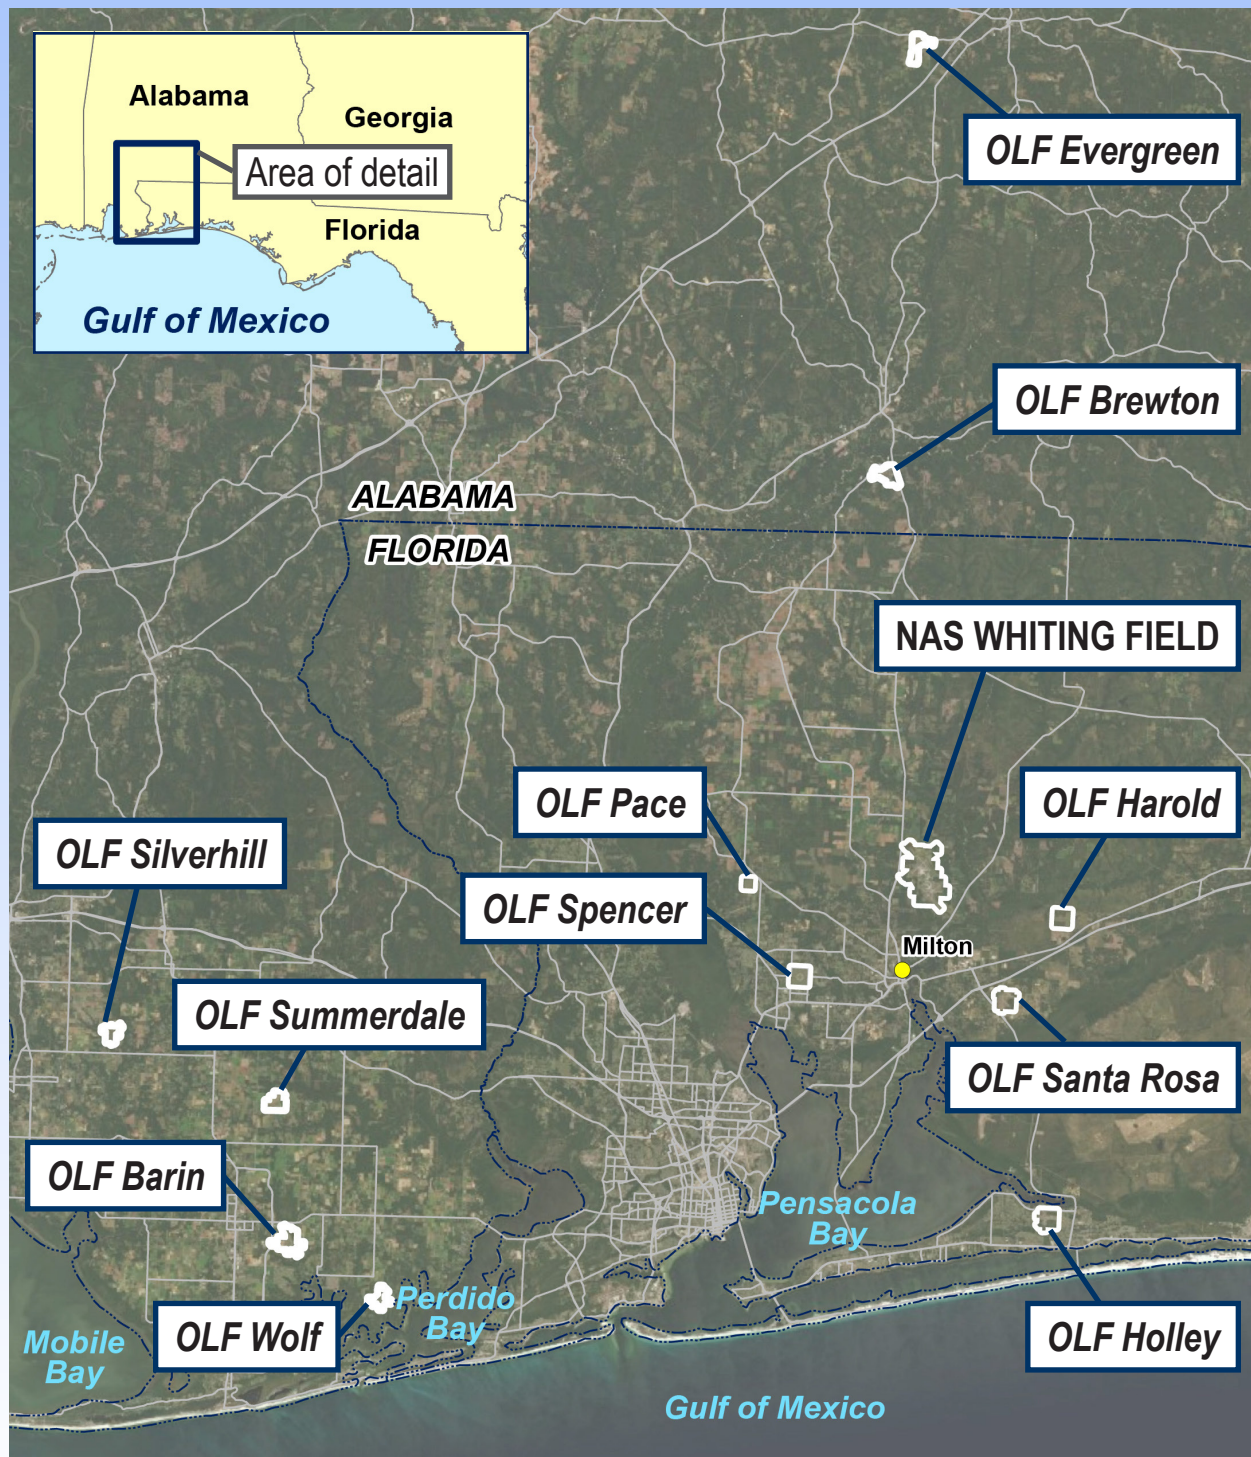 Alabama
Georgia
Area of detail
Florida
Gulf of Mexico
OLF Evergreen
OLF Brewton
ALABAMA
FLORIDA
NAS WHITING FIELD
OLF Pace
OLF Harold
OLF Silverhill
OLF Spencer
Milton
OLF Summerdale
OLF Santa Rosa
OLF Barin
Pensacola
Bay
Perdido
Bay
OLF Wolf
OLF Holley
Mobile
Bay
Gulf of Mexico